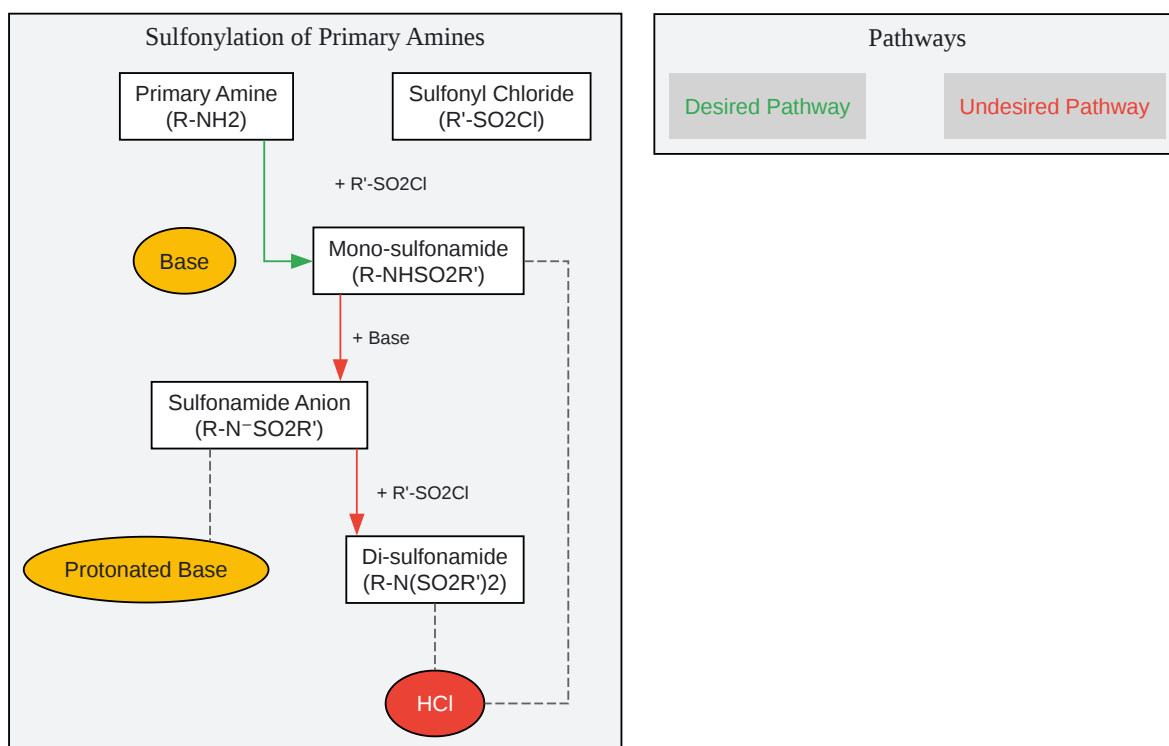 Sulfonylation of Primary Amines
Primary Amine
(R-NH2)
Sulfonyl Chloride
(R'-SO2Cl)
+ R'-SO2Cl
Base
Mono-sulfonamide
(R-NHSO2R')
+ Base
Sulfonamide Anion
(R-N⁻SO2R')
+ R'-SO2Cl
Protonated Base
Di-sulfonamide
(R-N(SO2R')2)
HCl
Pathways
Desired Pathway
Undesired Pathway